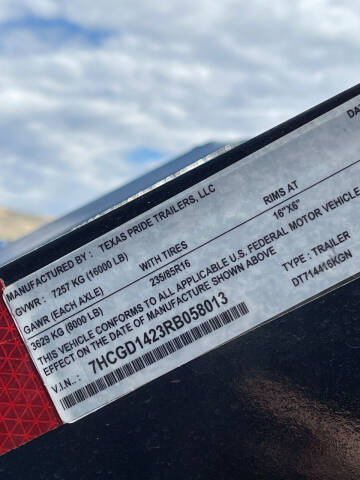 MANUFACTURED BY: TEXAS PRIDE TRAILERS, LLC DA
GVWR: 7257 KG (16000 LB) WITH TIRES RIMS AT
GAWR (EACH AXLE) 235/85R16 16"X6"
3629 KG (8000 LB)
THIS VEHICLE CONFORMS TO ALL APPLICABLE U.S. FEDERAL MOTOR VEHICLE
EFFECT ON THE DATE OF MANUFACTURE SHOWN ABOVE
V.I.N.: 7HCGD1423RB058013 TYPE: TRAILER
DT714416KGN